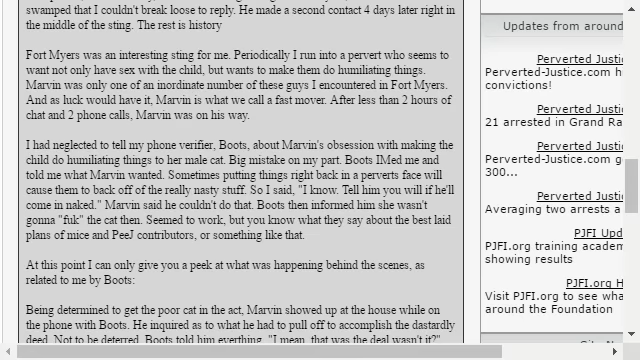 swamped that I couldn't break loose to reply. He made a second contact 4 days later right in
the middle of the sting. The rest is history
Fort Myers was an interesting sting for me. Periodically I run into a pervert who seems to
want not only have sex with the child, but wants to make them do humiliating things.
Marvin was only one of an inordinate number of these guys I encountered in Fort Myers.
And as luck would have it, Marvin is what we call a fast mover. After less than 2 hours of
chat and 2 phone calls, Marvin was on his way.
I had neglected to tell my phone verifier, Boots, about Marvin's obsession with making the
child do humiliating things to her male cat. Big mistake on my part. Boots IMed me and
told me what Marvin wanted. Sometimes putting things right back in a perverts face will
cause them to back off of the really nasty stuff. So I said, "I know. Tell him you will if he'll
come in naked." Marvin said he couldn't do that. Boots then informed him she wasn't
gonna "fuk" the cat then. Seemed to work, but you know what they say about the best laid
plans of mice and PeeJ contributors, or something like that.
At this point I can only give you a peek at what was happening behind the scenes, as
related to me by Boots:
Being determined to get the poor cat in the act, Marvin showed up at the house while on
the phone with Boots. He inquired as to what he had to pull off to accomplish the dastardly
deed. Not to be deterred, Boots told him everthing. "I mean, that was the deal wasn't it?"
Updates from around
Perverted Justic
Perverted-Justice.com h
convictions!
Perverted Justic
21 arrested in Grand Ra
Perverted Justic
Perverted-Justice.com g
300...
Perverted Justic
Averaging two arrests a
PJFI Upd
PJFI.org training academ
showing results
PJFI.org H
Visit PJFI.org to see wha
around the Foundation